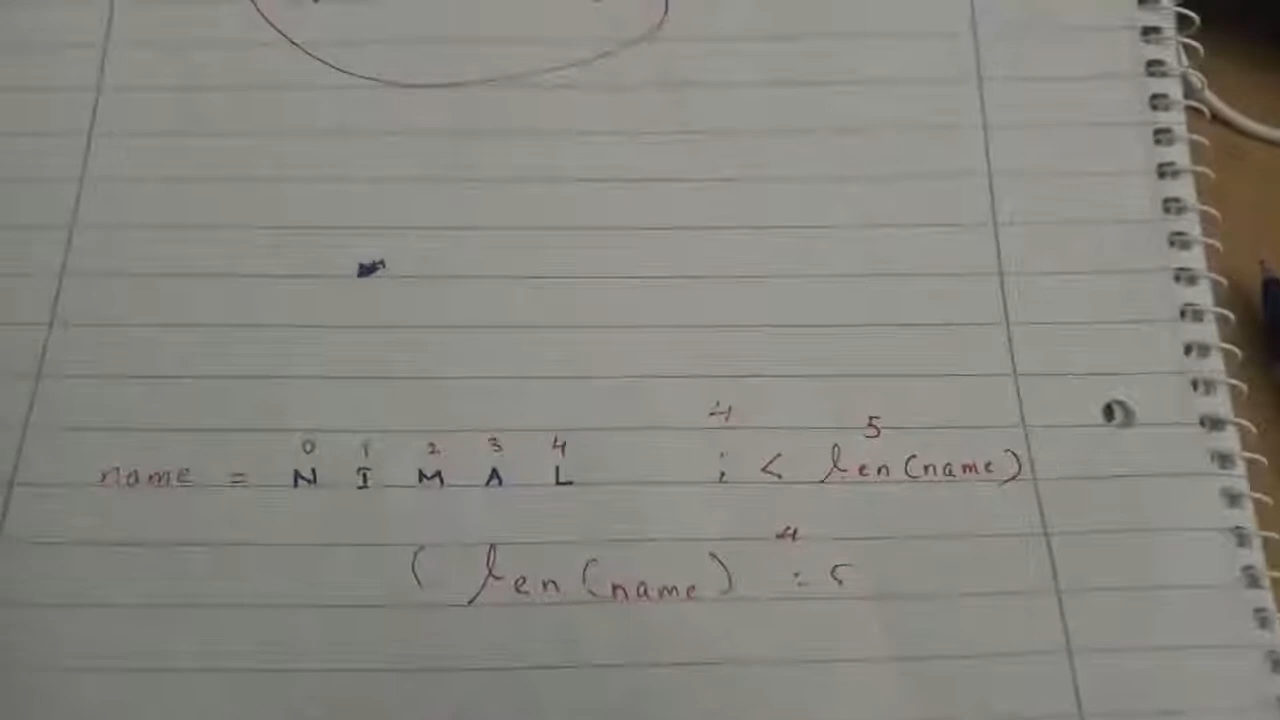 0 1 2 3 4 4 5
name = N I M A L i < len(name)
4
( len(name) : 5